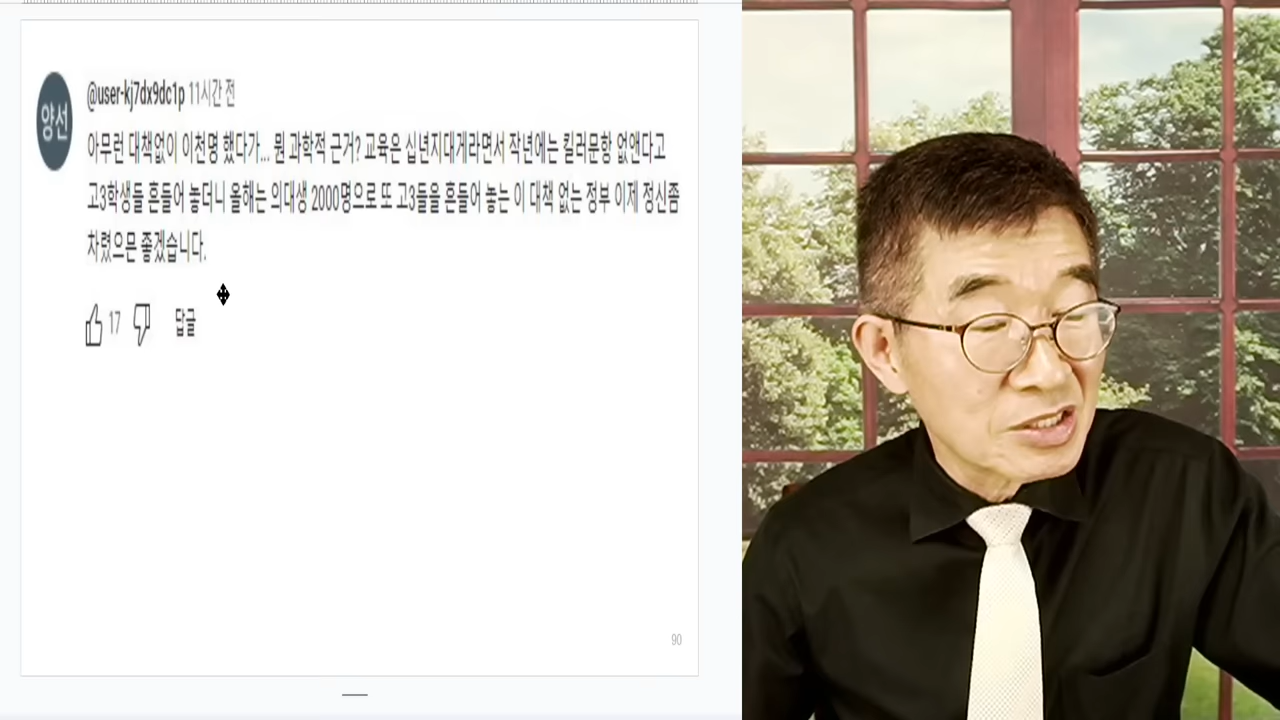 양선
@user-kj7dx9dc1p 11시간 전
아무런 대책없이 이천명 했다가... 뭔 과학적 근거? 교육은 십년지대게라면서 작년에는 킬러문항 없앤다고
고3학생들 흔들어 놓더니 올해는 의대생 2000명으로 또 고3들을 흔들어 놓는 이 대책 없는 정부 이제 정신좀
차렸으믄 좋겠습니다.
17 답글
90